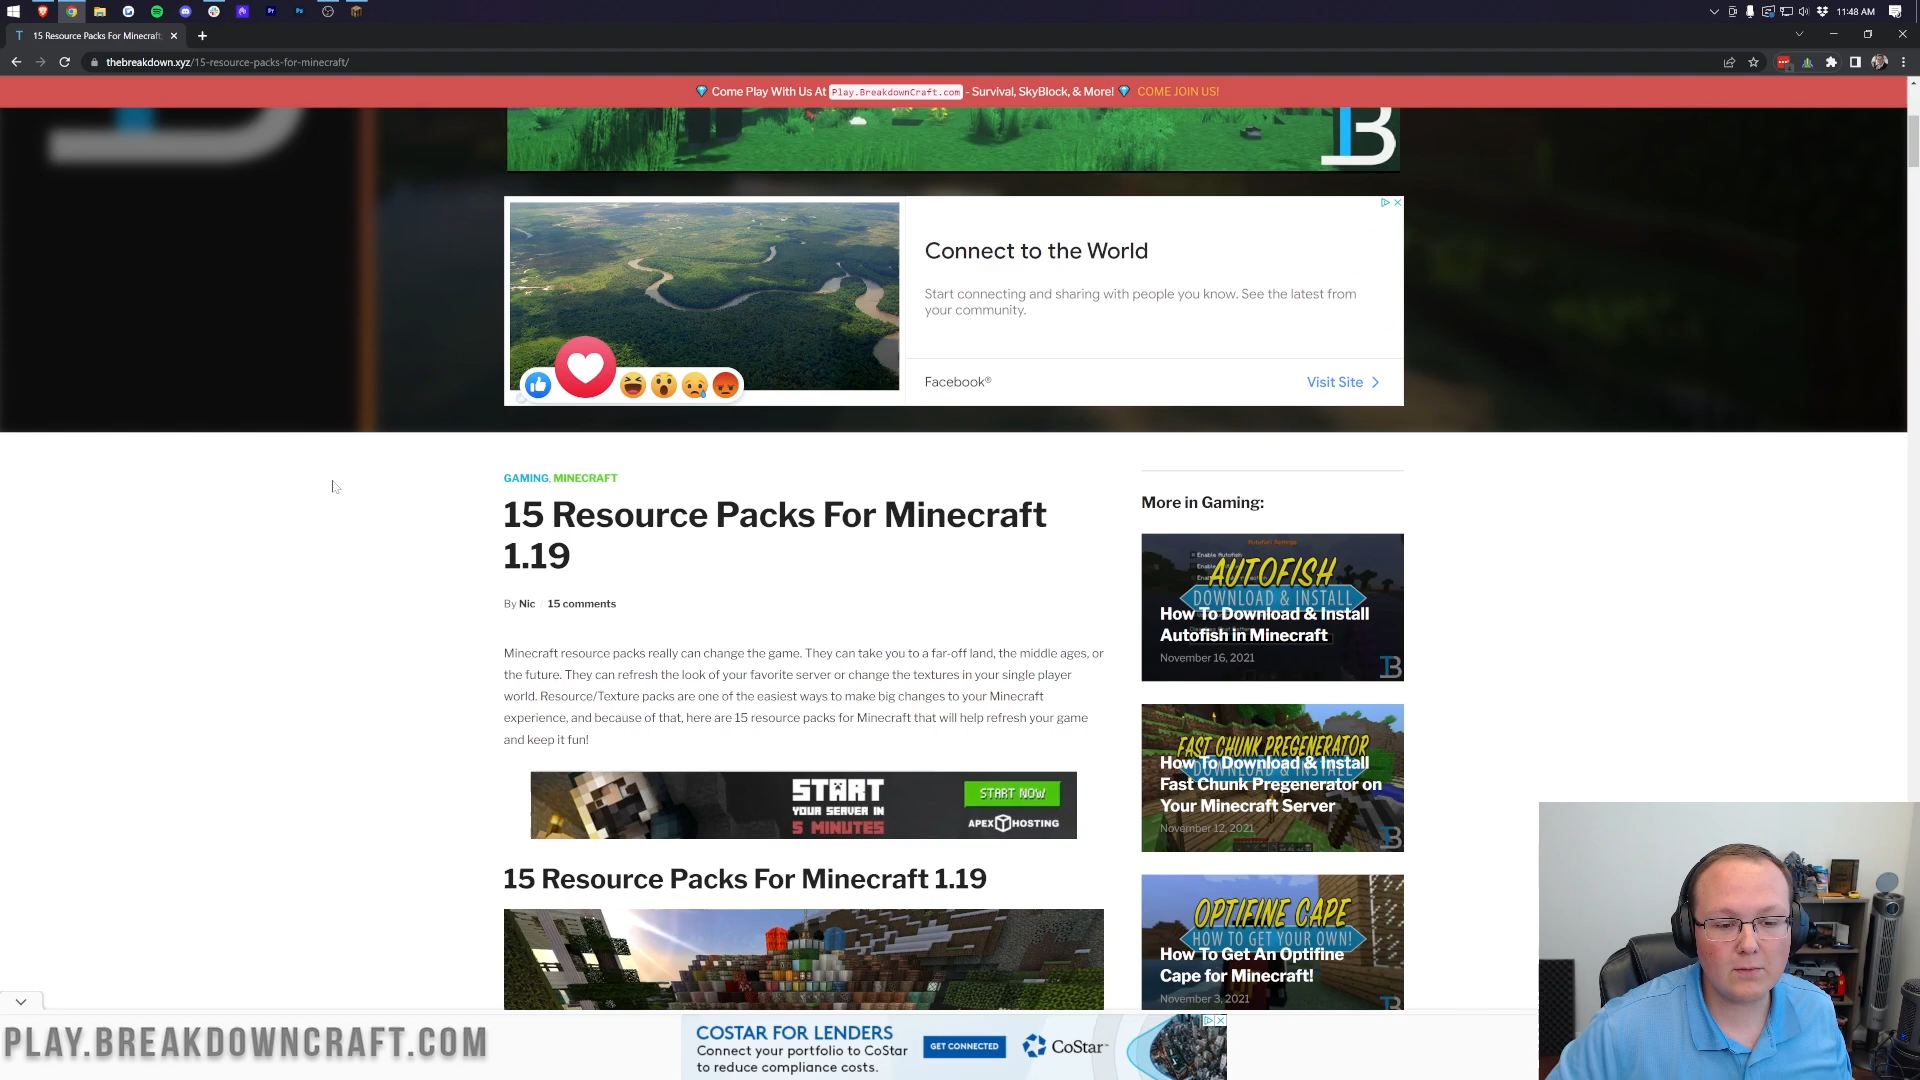 11:48 AM
15 Resource Packs For Minecraft
thebreakdown.xyz/15-resource-packs-for-minecraft/
Come Play With Us At Play.BreakdownCraft.com - Survival, SkyBlock, & More! COME JOIN US!
Connect to the World
Start connecting and sharing with people you know. See the latest from
your community.
Facebook®
Visit Site
GAMING, MINECRAFT
15 Resource Packs For Minecraft
1.19
By Nic / 15 comments
Minecraft resource packs really can change the game. They can take you to a far-off land, the middle ages, or
the future. They can refresh the look of your favorite server or change the textures in your single player
world. Resource/Texture packs are one of the easiest ways to make big changes to your Minecraft
experience, and because of that, here are 15 resource packs for Minecraft that will help refresh your game
and keep it fun!
START
YOUR SERVER IN
5 MINUTES
START NOW
APEX HOSTING
15 Resource Packs For Minecraft 1.19
More in Gaming:
AUTOFISH
DOWNLOAD & INSTALL
How To Download & Install
Autofish in Minecraft
November 16, 2021
FAST CHUNK PREGENERATOR
DOWNLOAD & INSTALL
How To Download & Install
Fast Chunk Pregenerator on
Your Minecraft Server
November 12, 2021
OPTIFINE CAPE
HOW TO GET YOUR OWN!
How To Get An Optifine
Cape for Minecraft!
November 3, 2021
PLAY.BREAKDOWNCRAFT.COM
COSTAR FOR LENDERS
Connect your portfolio to CoStar
to reduce compliance costs.
GET CONNECTED
CoStar™